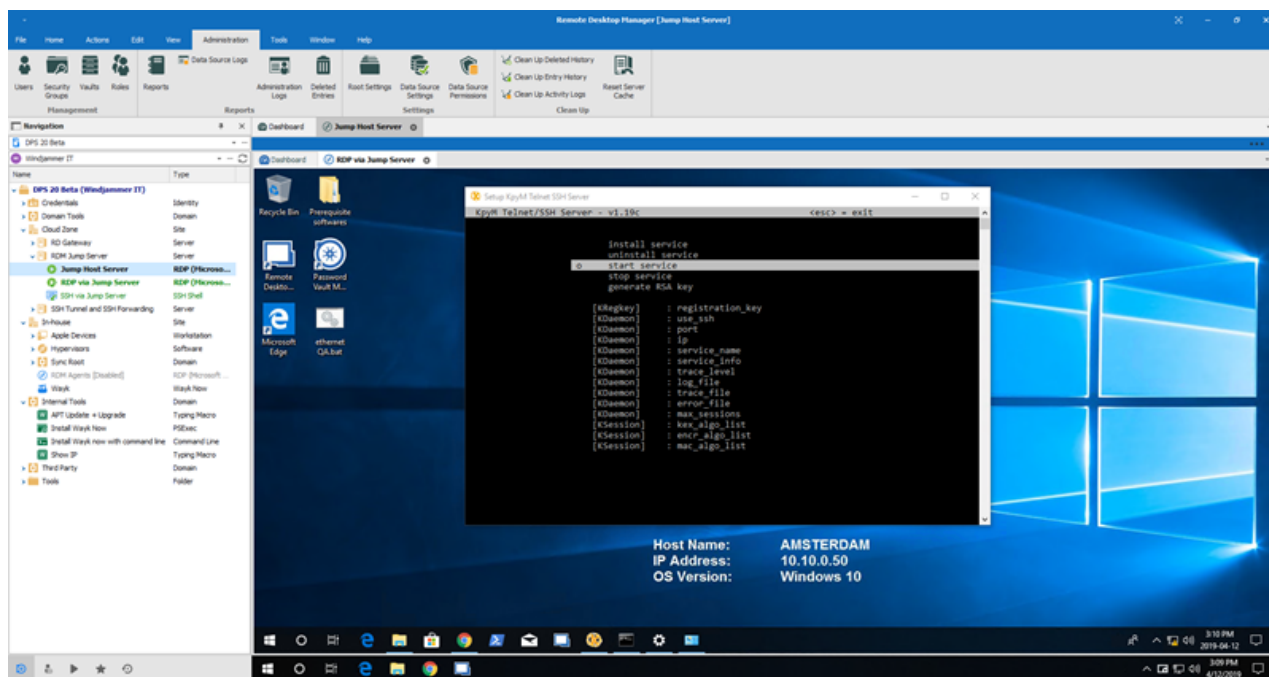 Remote Desktop Manager [Jump Host Server]
File Home Actions Edit View Administration Tools Window Help
Data Source Logs
Clean Up Deleted History
Clean Up Entry History
Clean Up Activity Logs
Users Security Groups Vaults Roles Reports Administration Logs Deleted Entries Root Settings Data Source Settings Data Source Permissions Reset Server Cache
Management Reports Settings Clean Up
Navigation
Dashboard Jump Host Server
DPS 20 Beta
Windjammer IT
Dashboard RDP via Jump Server
Name Type
DPS 20 Beta (Windjammer IT)
Credentials Identity
Domain Tools Domain
Cloud Zone Site
RD Gateway Server
RDM Jump Server Server
Jump Host Server RDP (Microso...
RDP via Jump Server RDP (Microso...
SSH via Jump Server SSH Shell
SSH Tunnel and SSH Forwarding Server
In-house Site
Apple Devices Workstation
Hypervisors Software
Sync Root Domain
RDM Agents [Disabled] RDP (Microsoft ...
Wayk Wayk Now
Internal Tools Domain
APT Update + Upgrade Typing Macro
Install Wayk Now PSExec
Install Wayk now with command line Command Line
Show IP Typing Macro
Third Party Domain
Tools Folder
Recycle Bin
Prerequisite softwares
Remote Deskto...
Password Vault M...
Microsoft Edge
ethernet QA.bat
Setup KpyM Telnet SSH Server
KpyM Telnet/SSH Server - v1.19c <esc> = exit
install service
uninstall service
o start service
stop service
generate RSA key
[KRegkey] : registration_key
[KDaemon] : use_ssh
[KDaemon] : port
[KDaemon] : ip
[KDaemon] : service_name
[KDaemon] : service_info
[KDaemon] : trace_level
[KDaemon] : log_file
[KDaemon] : trace_file
[KDaemon] : error_file
[KDaemon] : max_sessions
[KSession] : kex_algo_list
[KSession] : encr_algo_list
[KSession] : mac_algo_list
Host Name: AMSTERDAM
IP Address: 10.10.0.50
OS Version: Windows 10
3:10 PM
2019-04-12
3:09 PM
4/12/2019